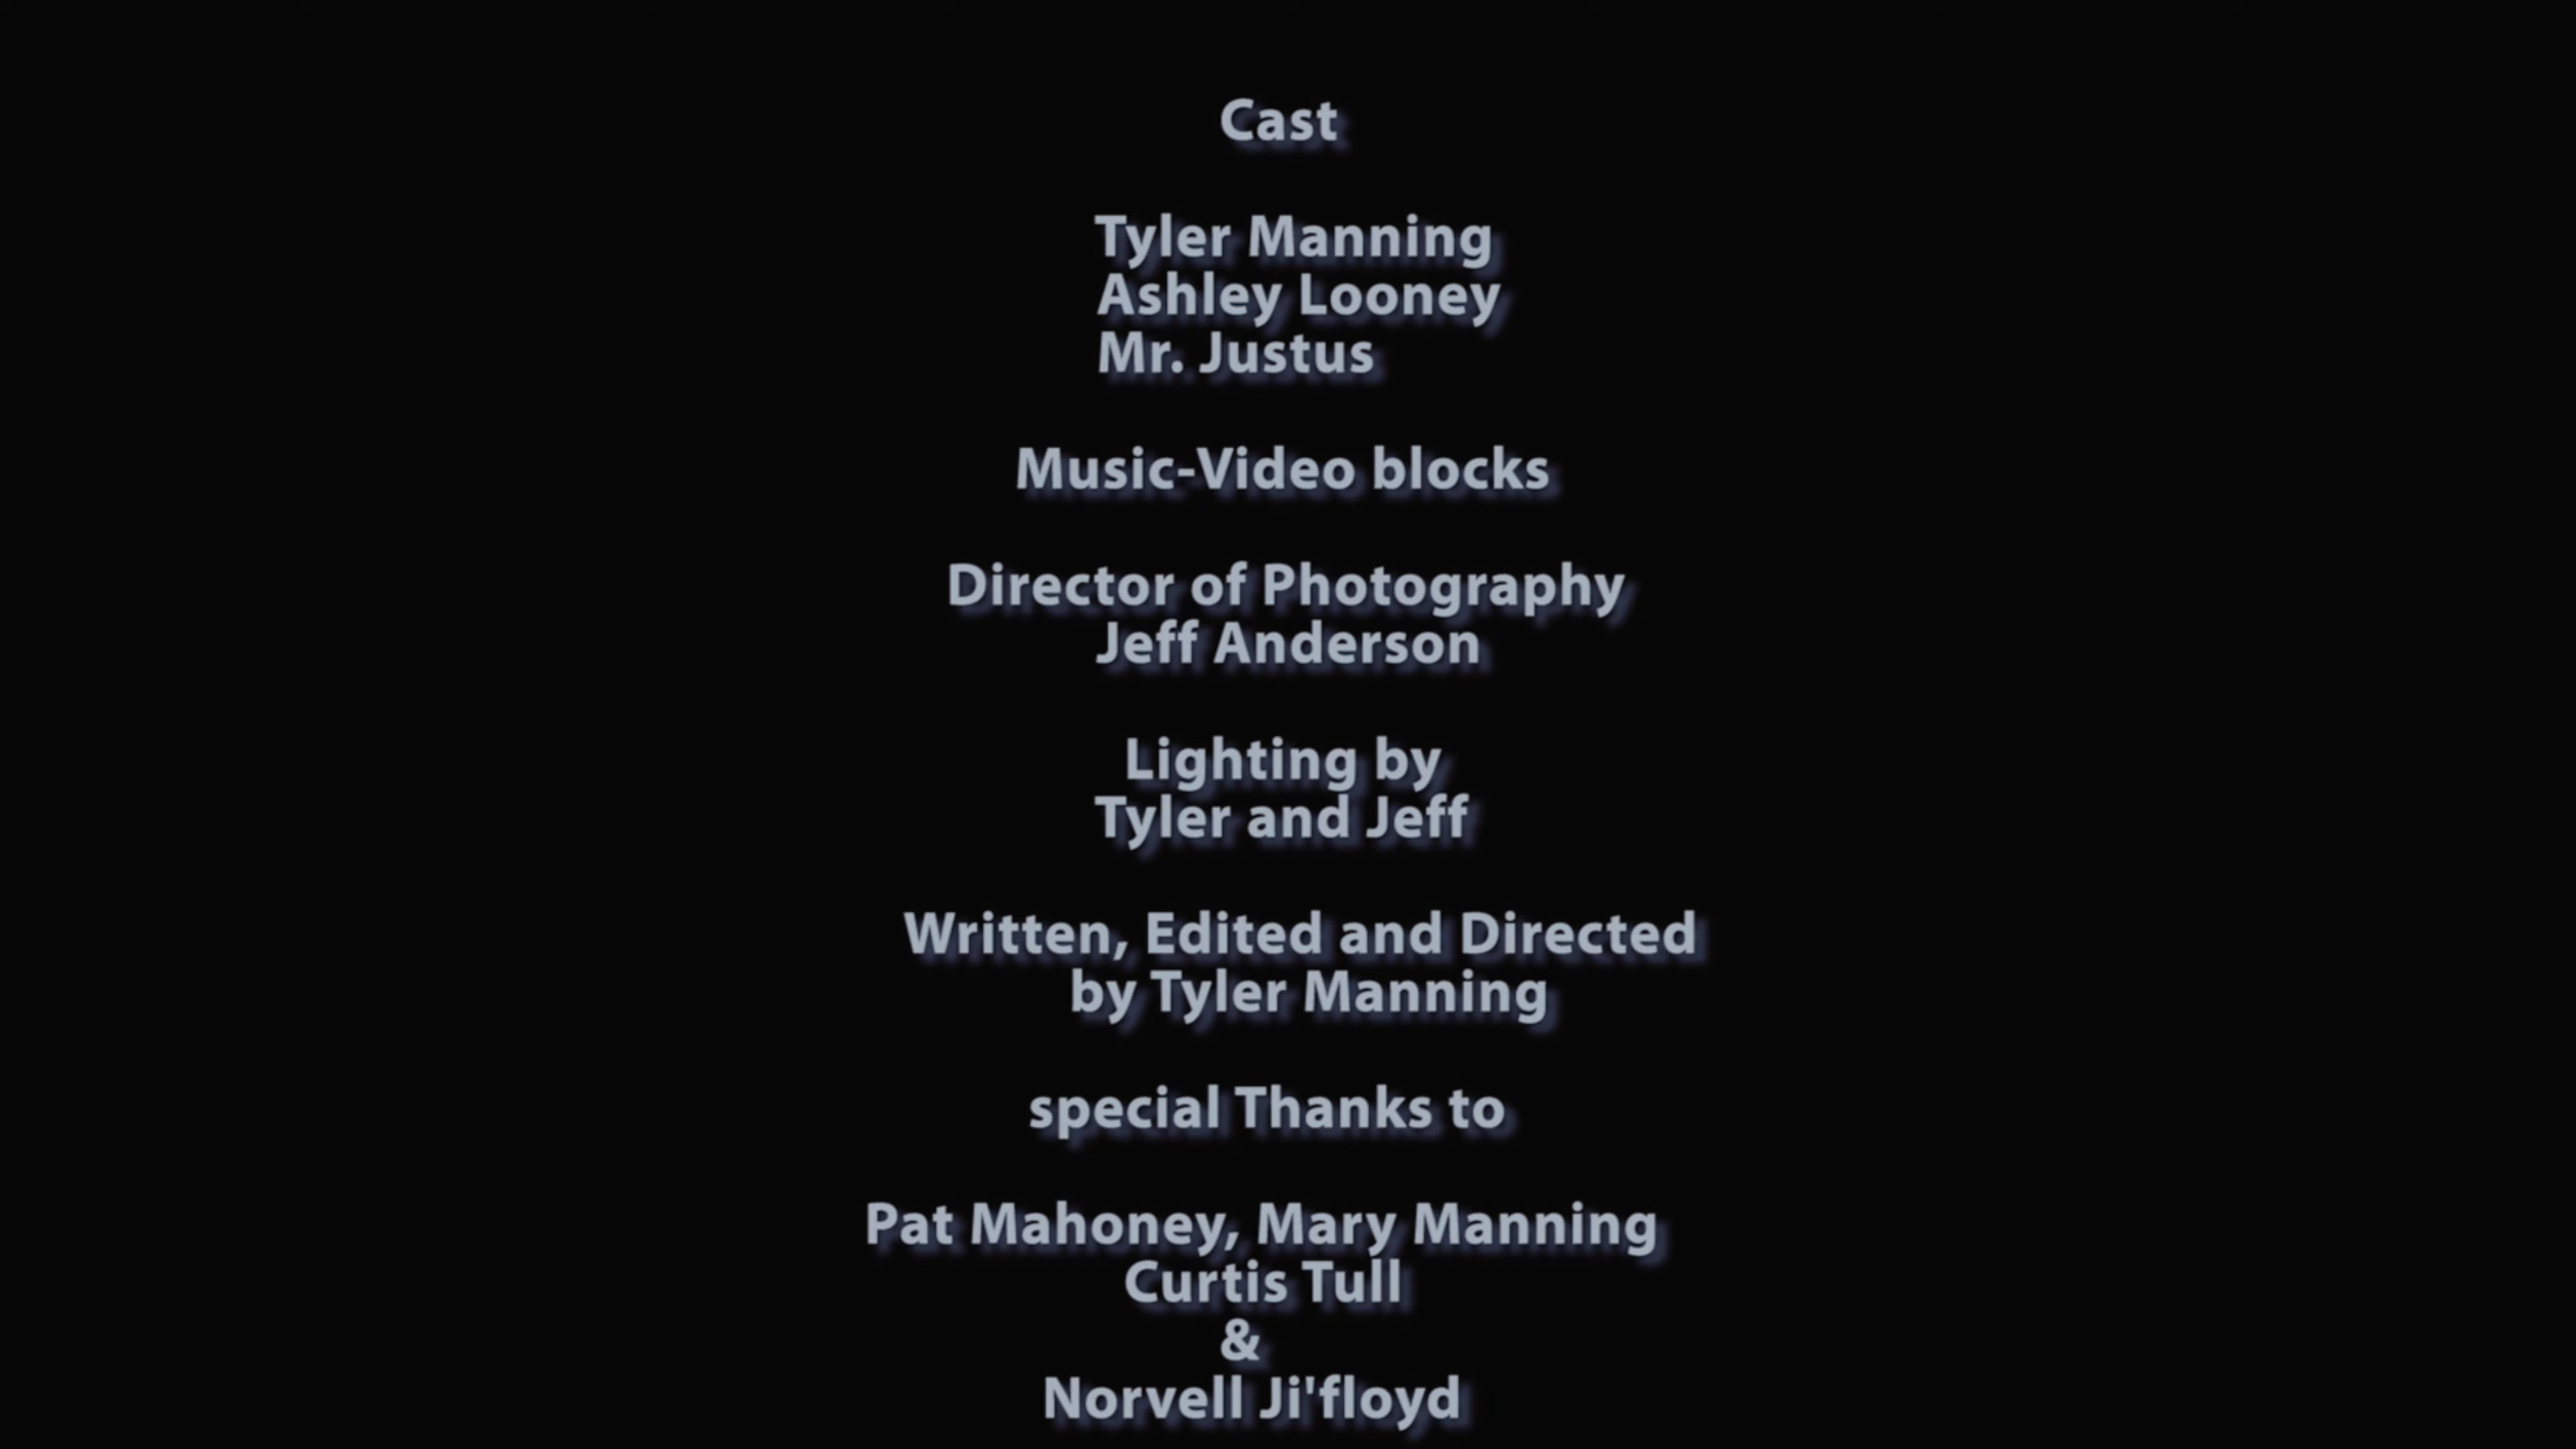 Cast
Tyler Manning
Ashley Looney
Mr. Justus
Music-Video blocks
Director of Photography
Jeff Anderson
Lighting by
Tyler and Jeff
Written, Edited and Directed
by Tyler Manning
special Thanks to
Pat Mahoney, Mary Manning
Curtis Tull
&
Norvell Ji'floyd